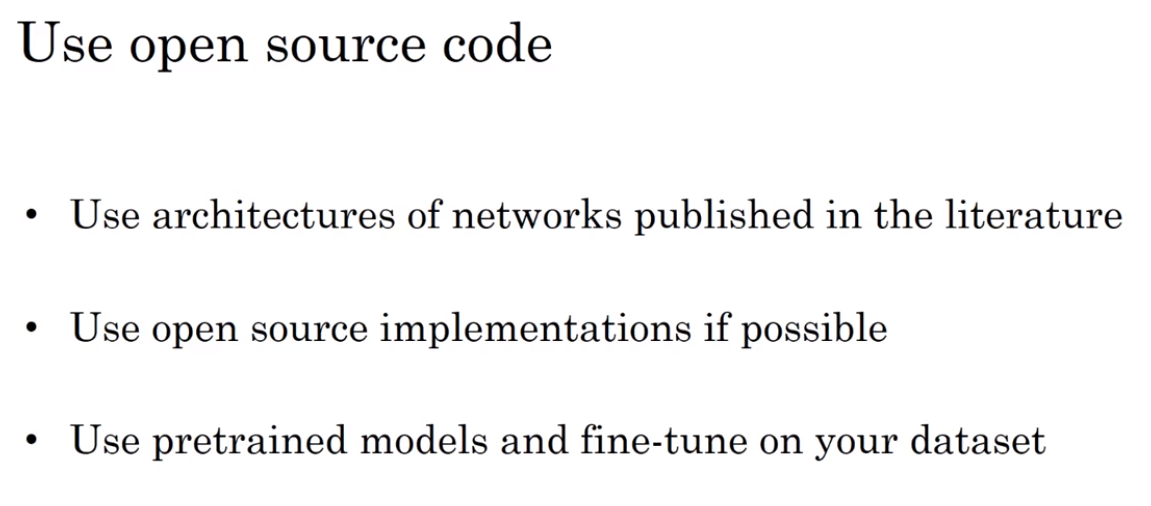 Use open source code
• Use architectures of networks published in the literature
• Use open source implementations if possible
• Use pretrained models and fine-tune on your dataset